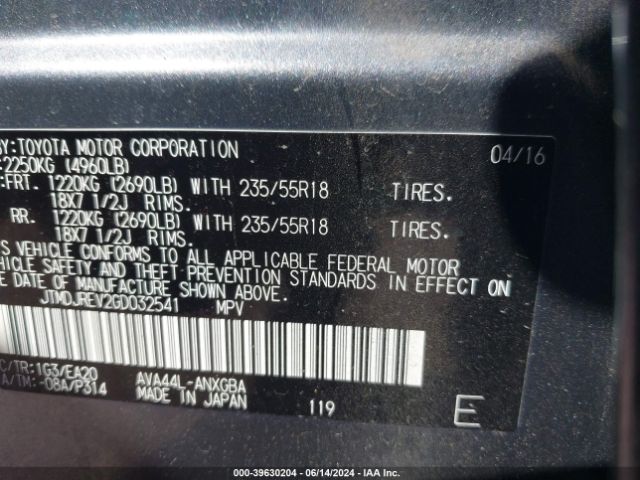 BY:TOYOTA MOTOR CORPORATION 04/16
:2250KG (4960LB)
:FRT. 1220KG (2690LB) WITH 235/55R18 TIRES.
18X7 1/2J RIMS.
RR. 1220KG (2690LB) WITH 235/55R18 TIRES.
18X7 1/2J RIMS.
VEHICLE CONFORMS TO ALL APPLICABLE FEDERAL MOTOR
HICLE SAFETY AND THEFT-PREVENTION STANDARDS IN EFFECT ON
E DATE OF MANUFACTURE SHOWN ABOVE.
JTMDJREV2GD032541 MPV
C/TR:1G3/EA20 AVA44L-ANXGBA
A/TM:-08A/P314 MADE IN JAPAN
119 E
000-39630204 - 06/14/2024 - IAA Inc.